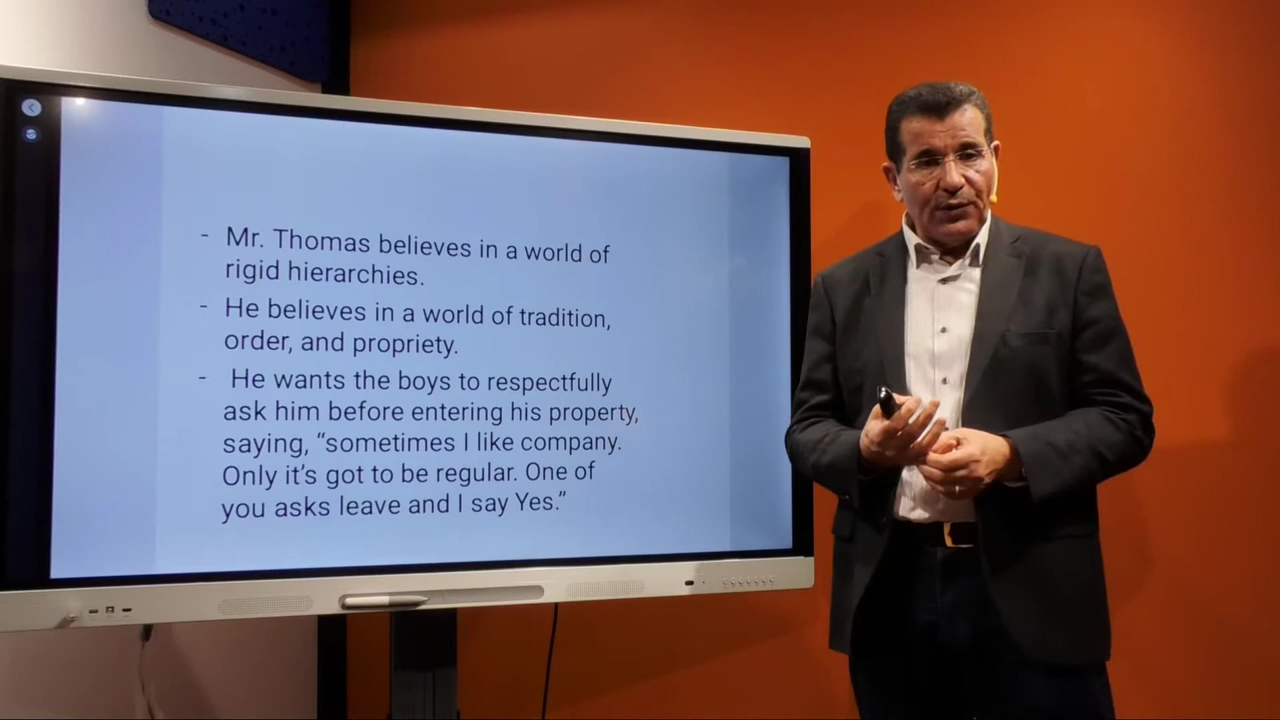 - Mr. Thomas believes in a world of
rigid hierarchies.
- He believes in a world of tradition,
order, and propriety.
- He wants the boys to respectfully
ask him before entering his property,
saying, “sometimes I like company.
Only it’s got to be regular. One of
you asks leave and I say Yes.”